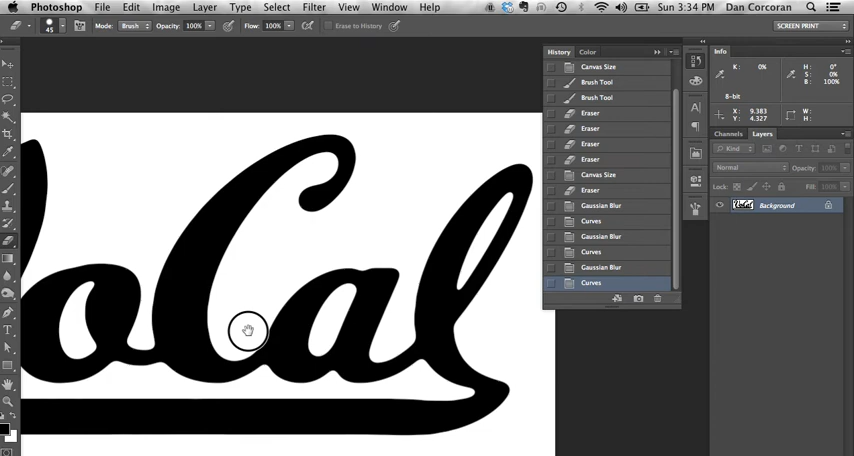 Photoshop File Edit Image Layer Type Select Filter View Window Help Sun 3:34 PM Dan Corcoran
45 Mode: Brush Opacity: 100% Flow: 100% Erase to History SCREEN PRINT
History Color
Canvas Size
Brush Tool
Brush Tool
Eraser
Eraser
Eraser
Eraser
Canvas Size
Eraser
Gaussian Blur
Curves
Gaussian Blur
Curves
Gaussian Blur
Curves
Info
K: 0% H: 0°
S: 0%
B: 100%
8-bit
X: 9.383 W:
Y: 4.327 H:
Channels Layers
Kind
Normal Opacity: 100%
Lock: Fill: 100%
Background
oCal